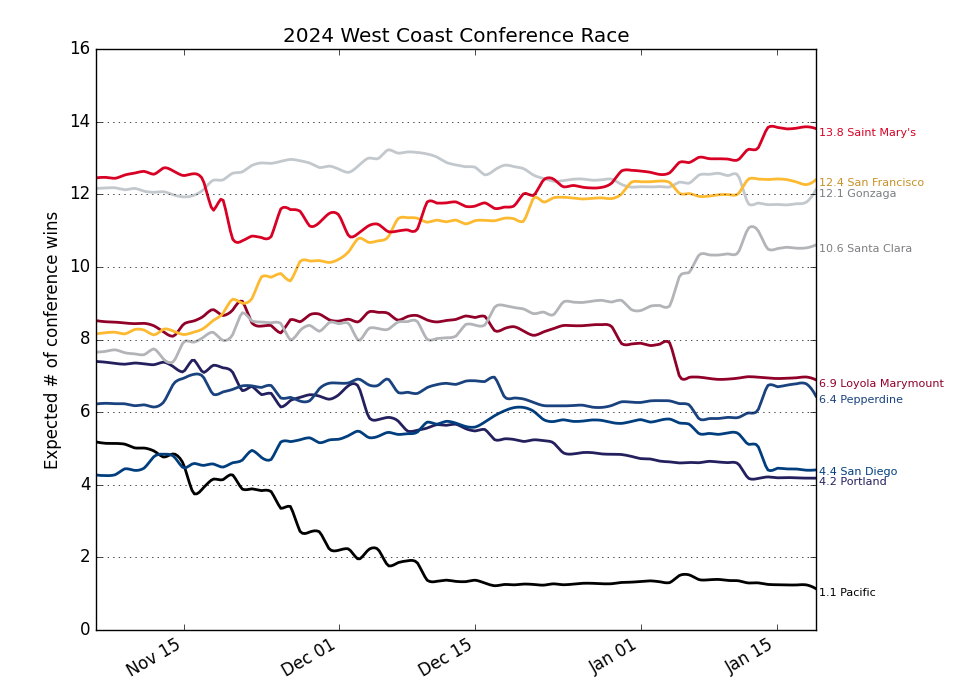 2024 West Coast Conference Race
Expected # of conference wins
16
14
12
10
8
6
4
2
0
13.8 Saint Mary's
12.4 San Francisco
12.1 Gonzaga
10.6 Santa Clara
6.9 Loyola Marymount
6.4 Pepperdine
4.4 San Diego
4.2 Portland
1.1 Pacific
Nov 15
Dec 01
Dec 15
Jan 01
Jan 15